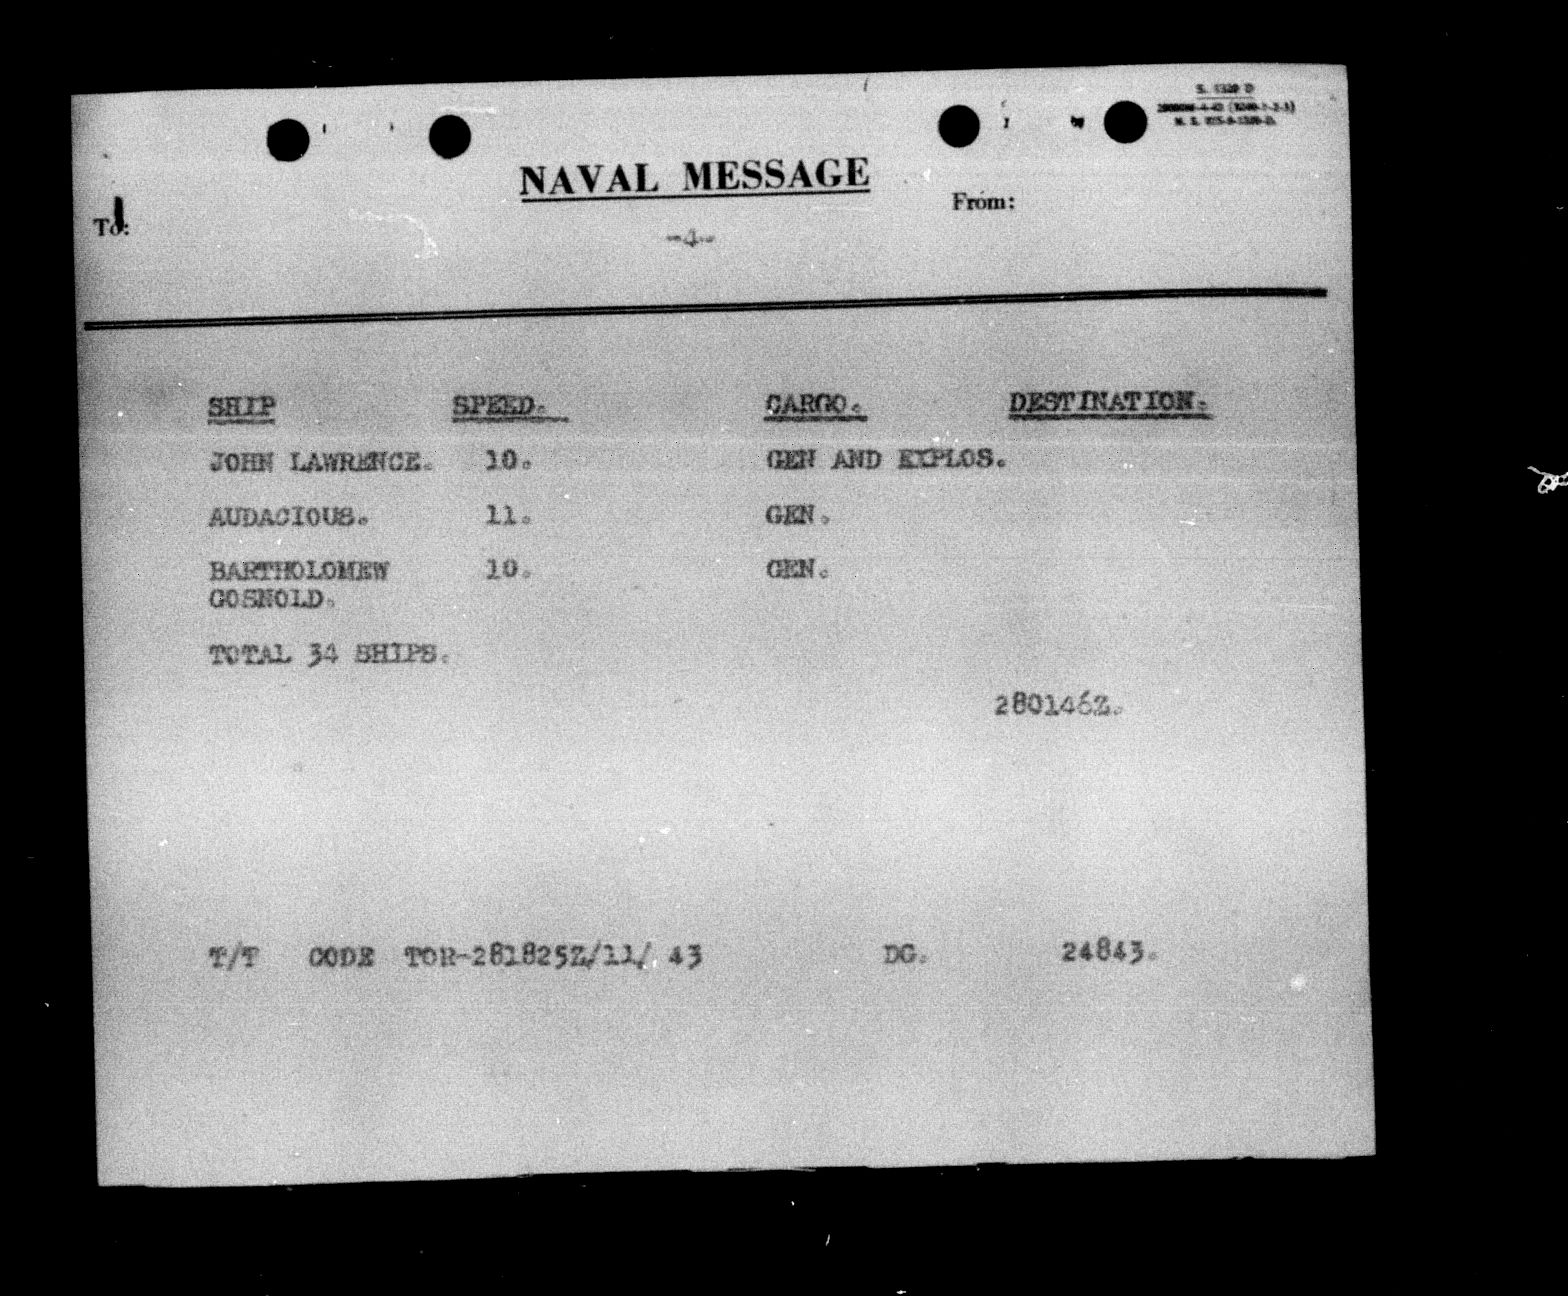 S. 1320 D
NAVAL MESSAGE
To:
From:
-4-
SHIP SPEED. CARGO. DESTINATION.
JOHN LAWRENCE. 10. GEN AND EXPLOS.
AUDACIOUS. 11. GEN.
BARTHOLOMEW 10. GEN.
GOSNOLD.
TOTAL 34 SHIPS.
280146Z.
T/T CODE TOR-281825Z/11/ 43 DG. 24843.